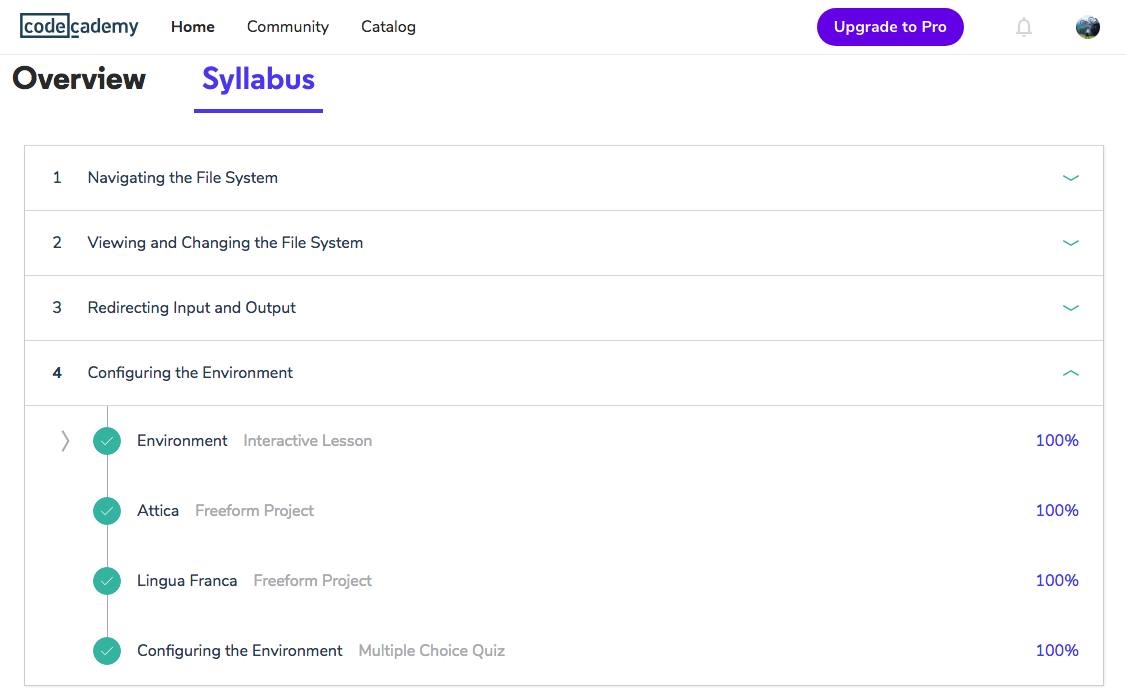 codecademy Home Community Catalog Upgrade to Pro
Overview Syllabus
1 Navigating the File System
2 Viewing and Changing the File System
3 Redirecting Input and Output
4 Configuring the Environment
Environment Interactive Lesson 100%
Attica Freeform Project 100%
Lingua Franca Freeform Project 100%
Configuring the Environment Multiple Choice Quiz 100%